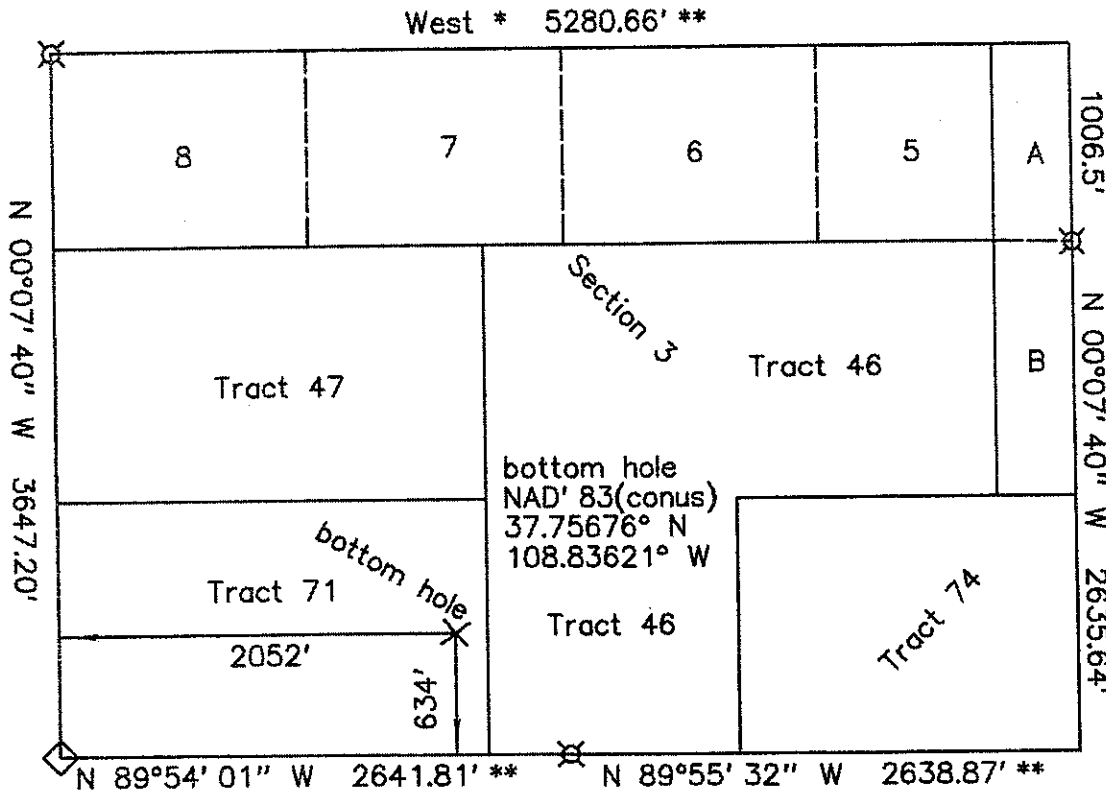 West * 5280.66' **
8
7
6
5
A
1006.5'
N 00°07'40" W 3647.20'
Section 3
Tract 47
Tract 46
B
N 00°07'40" W 2635.64'
bottom hole
NAD' 83(conus)
37.75676° N
108.83621° W
bottom hole
Tract 71
Tract 46
Tract 74
2052'
634'
N 89°54'01" W 2641.81' **
N 89°55'32" W 2638.87' **